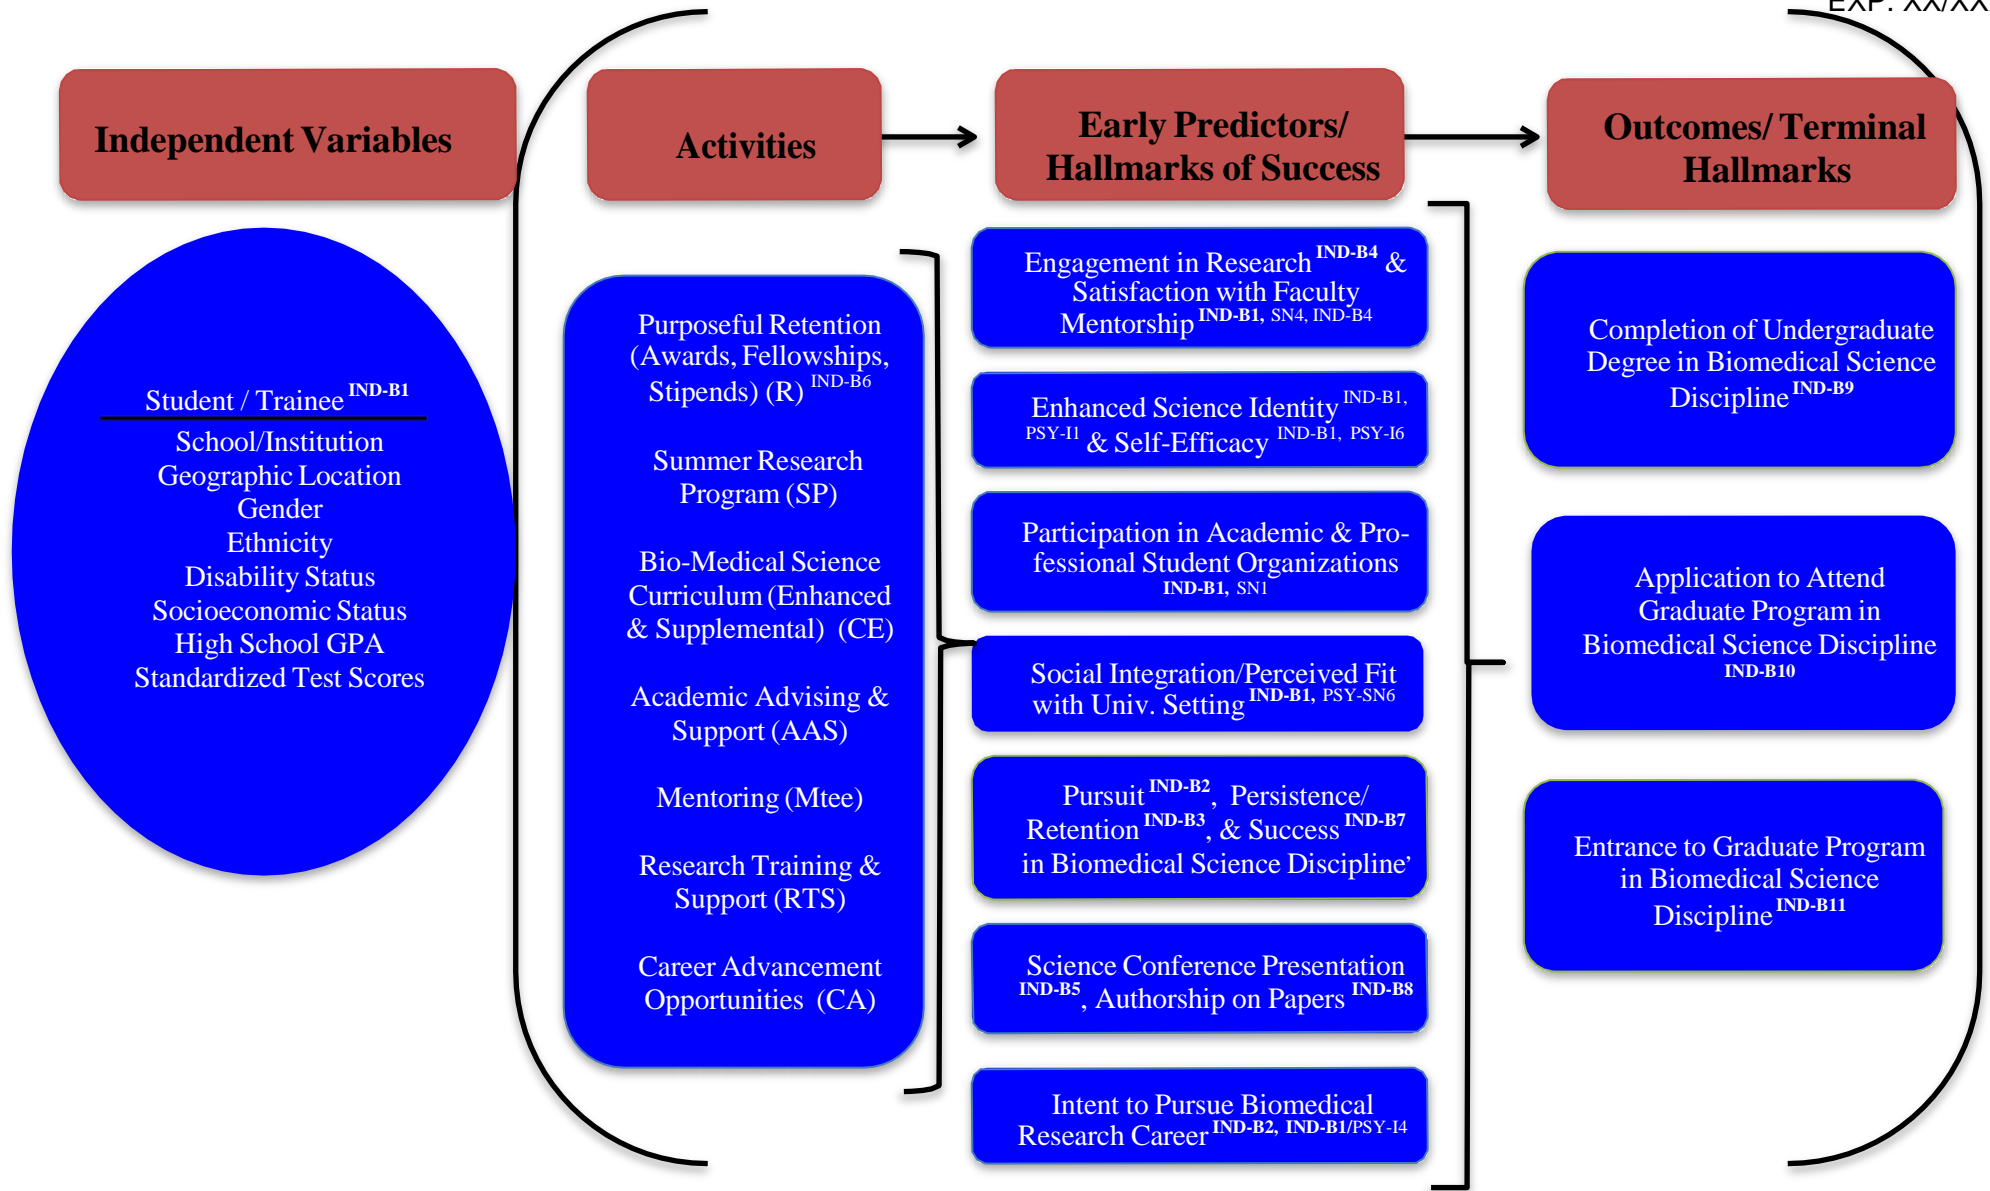 EXP. XX/XX
Independent Variables
Student / Trainee IND-B1
School/Institution
Geographic Location
Gender
Ethnicity
Disability Status
Socioeconomic Status
High School GPA
Standardized Test Scores
Activities
Purposeful Retention
(Awards, Fellowships,
Stipends) (R) IND-B6
Summer Research
Program (SP)
Bio-Medical Science
Curriculum (Enhanced
& Supplemental) (CE)
Academic Advising &
Support (AAS)
Mentoring (Mtee)
Research Training &
Support (RTS)
Career Advancement
Opportunities (CA)
Early Predictors/
Hallmarks of Success
Engagement in Research IND-B4 &
Satisfaction with Faculty
Mentorship IND-B1, SN4, IND-B4
Enhanced Science Identity IND-B1,
PSY-I1 & Self-Efficacy IND-B1, PSY-I6
Participation in Academic & Pro-
fessional Student Organizations
IND-B1, SN1
Social Integration/Perceived Fit
with Univ. Setting IND-B1, PSY-SN6
Pursuit IND-B2, Persistence/
Retention IND-B3, & Success IND-B7
in Biomedical Science Discipline’
Science Conference Presentation
IND-B5, Authorship on Papers IND-B8
Intent to Pursue Biomedical
Research Career IND-B2, IND-B1/PSY-I4
Outcomes/ Terminal
Hallmarks
Completion of Undergraduate
Degree in Biomedical Science
Discipline IND-B9
Application to Attend
Graduate Program in
Biomedical Science Discipline
IND-B10
Entrance to Graduate Program
in Biomedical Science
Discipline IND-B11